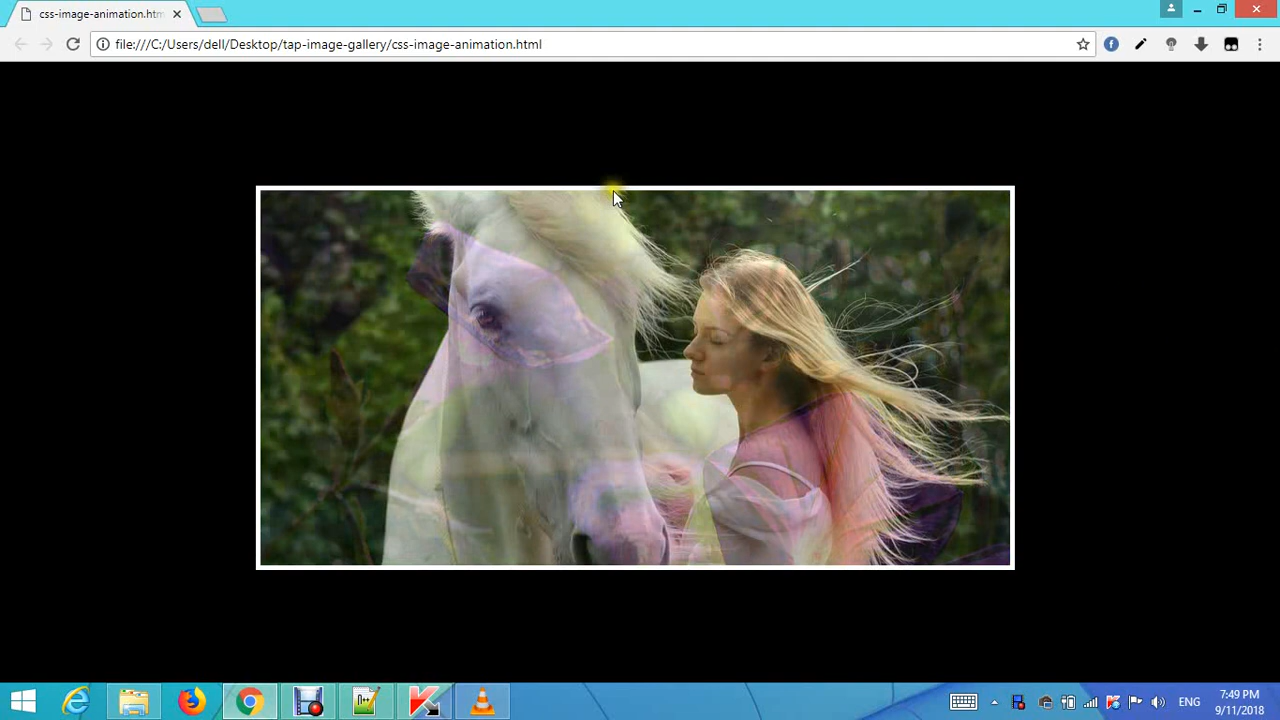 css-image-animation.htm
file:///C:/Users/dell/Desktop/tap-image-gallery/css-image-animation.html
ENG
7:49 PM
9/11/2018